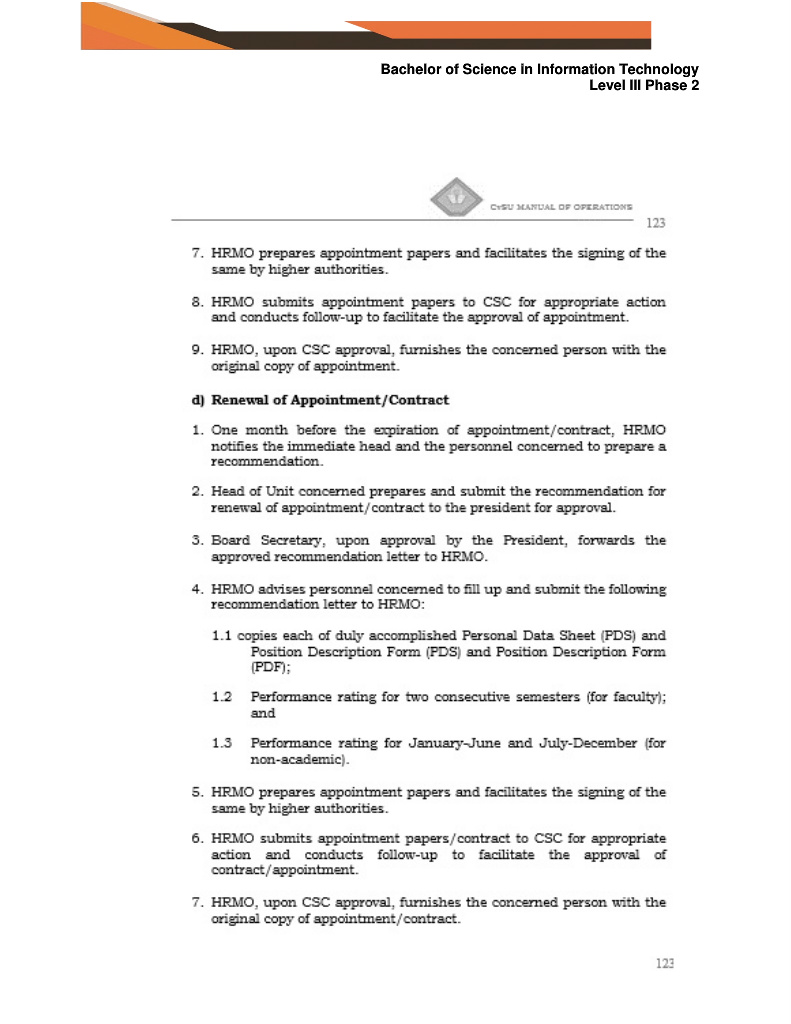 Bachelor of Science in Information Technology
Level III Phase 2
CvSU MANUAL OF OPERATIONS
123
7. HRMO prepares appointment papers and facilitates the signing of the
same by higher authorities.
8. HRMO submits appointment papers to CSC for appropriate action
and conducts follow-up to facilitate the approval of appointment.
9. HRMO, upon CSC approval, furnishes the concerned person with the
original copy of appointment.
d) Renewal of Appointment/Contract
1. One month before the expiration of appointment/contract, HRMO
notifies the immediate head and the personnel concerned to prepare a
recommendation.
2. Head of Unit concerned prepares and submit the recommendation for
renewal of appointment/contract to the president for approval.
3. Board Secretary, upon approval by the President, forwards the
approved recommendation letter to HRMO.
4. HRMO advises personnel concerned to fill up and submit the following
recommendation letter to HRMO:
1.1 copies each of duly accomplished Personal Data Sheet (PDS) and
Position Description Form (PDS) and Position Description Form
(PDF);
1.2 Performance rating for two consecutive semesters (for faculty);
and
1.3 Performance rating for January-June and July-December (for
non-academic).
5. HRMO prepares appointment papers and facilitates the signing of the
same by higher authorities.
6. HRMO submits appointment papers/contract to CSC for appropriate
action and conducts follow-up to facilitate the approval of
contract/appointment.
7. HRMO, upon CSC approval, furnishes the concerned person with the
original copy of appointment/contract.
123